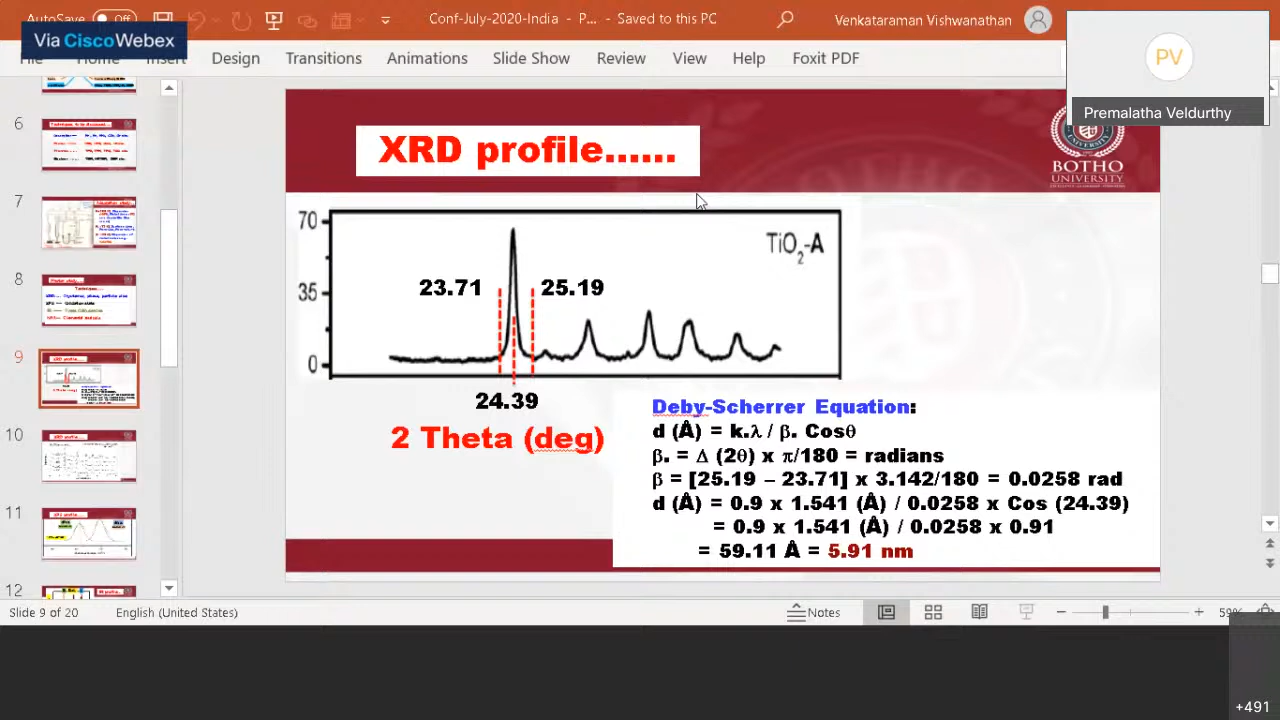 AutoSave Off
Conf-July-2020-India - P... - Saved to this PC
Venkataraman Vishwanathan
Via Cisco Webex
File Home Insert Design Transitions Animations Slide Show Review View Help Foxit PDF
PV
Premalatha Veldurthy
6
7
8
9
10
11
12
XRD profile......
BOTHO
UNIVERSITY
70
35
0
TiO2-A
23.71
25.19
24.39
2 Theta (deg)
Deby-Scherrer Equation:
d (Å) = k.λ / β. Cosθ
β. = Δ (2θ) x π/180 = radians
β = [25.19 – 23.71] x 3.142/180 = 0.0258 rad
d (Å) = 0.9 x 1.541 (Å) / 0.0258 x Cos (24.39)
= 0.9 x 1.541 (Å) / 0.0258 x 0.91
= 59.11 Å = 5.91 nm
Slide 9 of 20 English (United States)
Notes
59%
+491